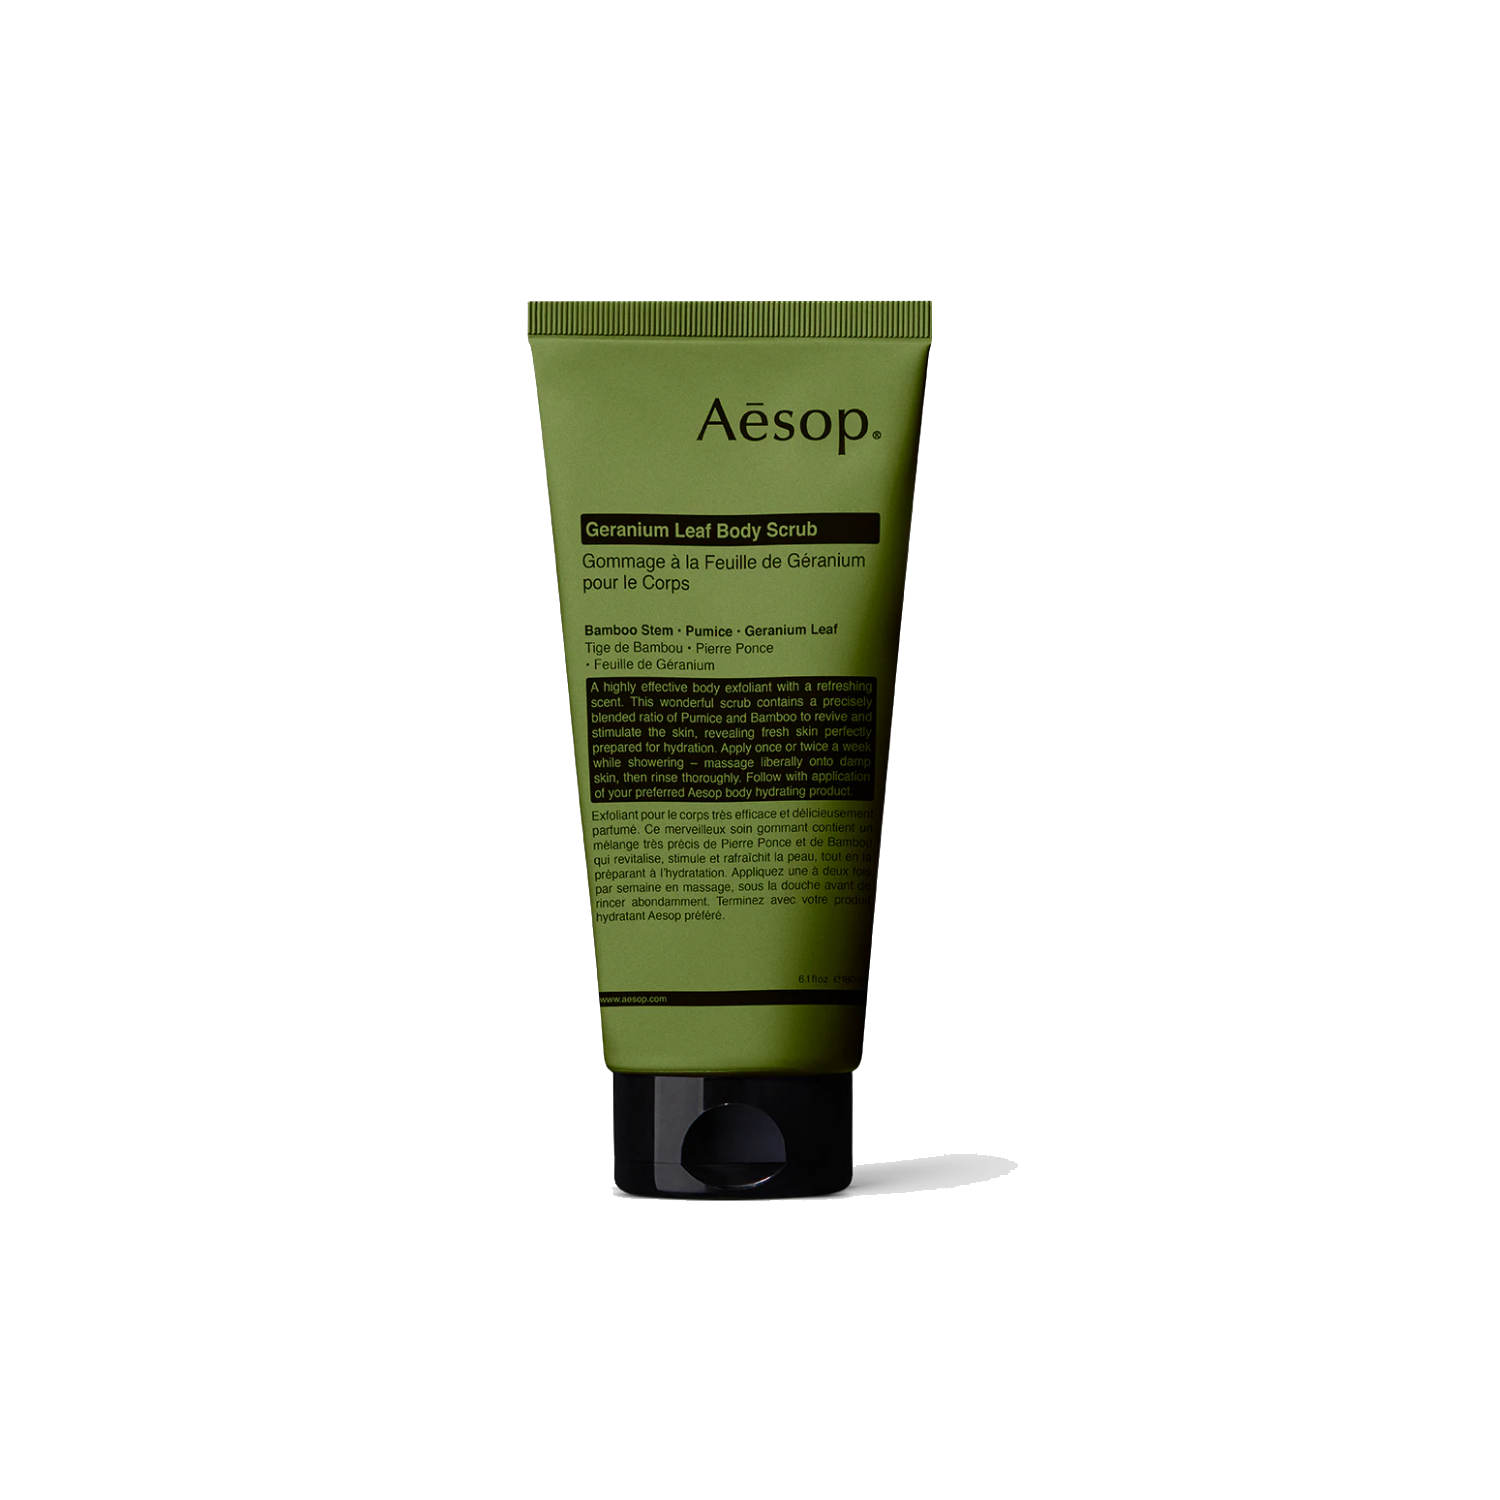 Aēsop.®
Geranium Leaf Body Scrub
Gommage à la Feuille de Géranium
pour le Corps
Bamboo Stem · Pumice · Geranium Leaf
Tige de Bambou · Pierre Ponce
· Feuille de Géranium
A highly effective body exfoliant with a refreshing
scent. This wonderful scrub contains a precisely
blended ratio of Pumice and Bamboo to revive and
stimulate the skin, revealing fresh skin perfectly
prepared for hydration. Apply once or twice a week
while showering – massage liberally onto damp
skin, then rinse thoroughly. Follow with application
of your preferred Aesop body hydrating product.
Exfoliant pour le corps très efficace et délicieusement
parfumé. Ce merveilleux soin gommant contient un
mélange très précis de Pierre Ponce et de Bambou
qui revitalise, stimule et rafraîchit la peau, tout en la
préparant à l'hydratation. Appliquez une à deux fois
par semaine en massage, sous la douche avant de
rincer abondamment. Terminez avec votre produit
hydratant Aesop préféré.
6.1 fl oz
www.aesop.com